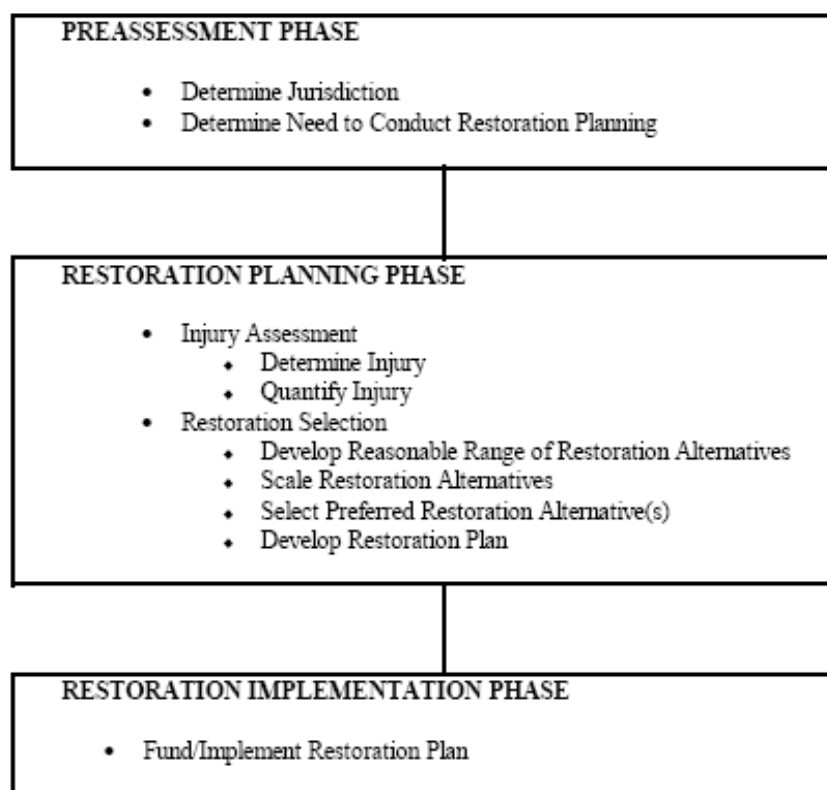 PREASSESSMENT PHASE
• Determine Jurisdiction
• Determine Need to Conduct Restoration Planning
RESTORATION PLANNING PHASE
• Injury Assessment
⬥ Determine Injury
⬥ Quantify Injury
• Restoration Selection
⬥ Develop Reasonable Range of Restoration Alternatives
⬥ Scale Restoration Alternatives
⬥ Select Preferred Restoration Alternative(s)
⬥ Develop Restoration Plan
RESTORATION IMPLEMENTATION PHASE
• Fund/Implement Restoration Plan